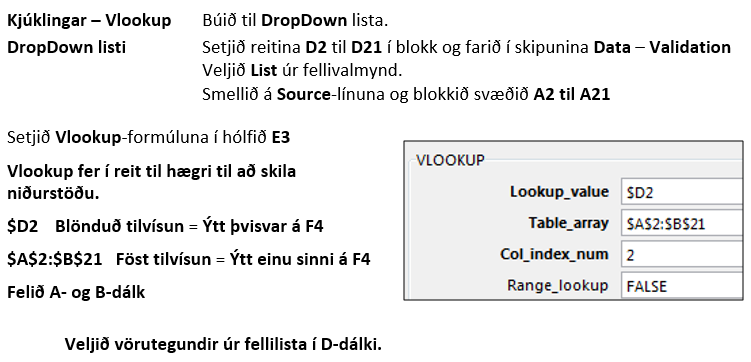 Kjúklingar – Vlookup Búið til DropDown lista.
DropDown listi Setjið reitina D2 til D21 í blokk og farið í skipunina Data – Validation
Veljið List úr fellivalmynd.
Smellið á Source-línuna og blokkið svæðið A2 til A21
Setjið Vlookup-formúluna í hólfið E3
Vlookup fer í reit til hægri til að skila
niðurstöðu.
$D2 Blönduð tilvísun = Ýtt þvisvar á F4
$A$2:$B$21 Föst tilvísun = Ýtt einu sinni á F4
Felið A- og B-dálk
VLOOKUP
Lookup_value $D2
Table_array $A$2:$B$21
Col_index_num 2
Range_lookup FALSE
Veljið vörutegundir úr fellilista í D-dálki.